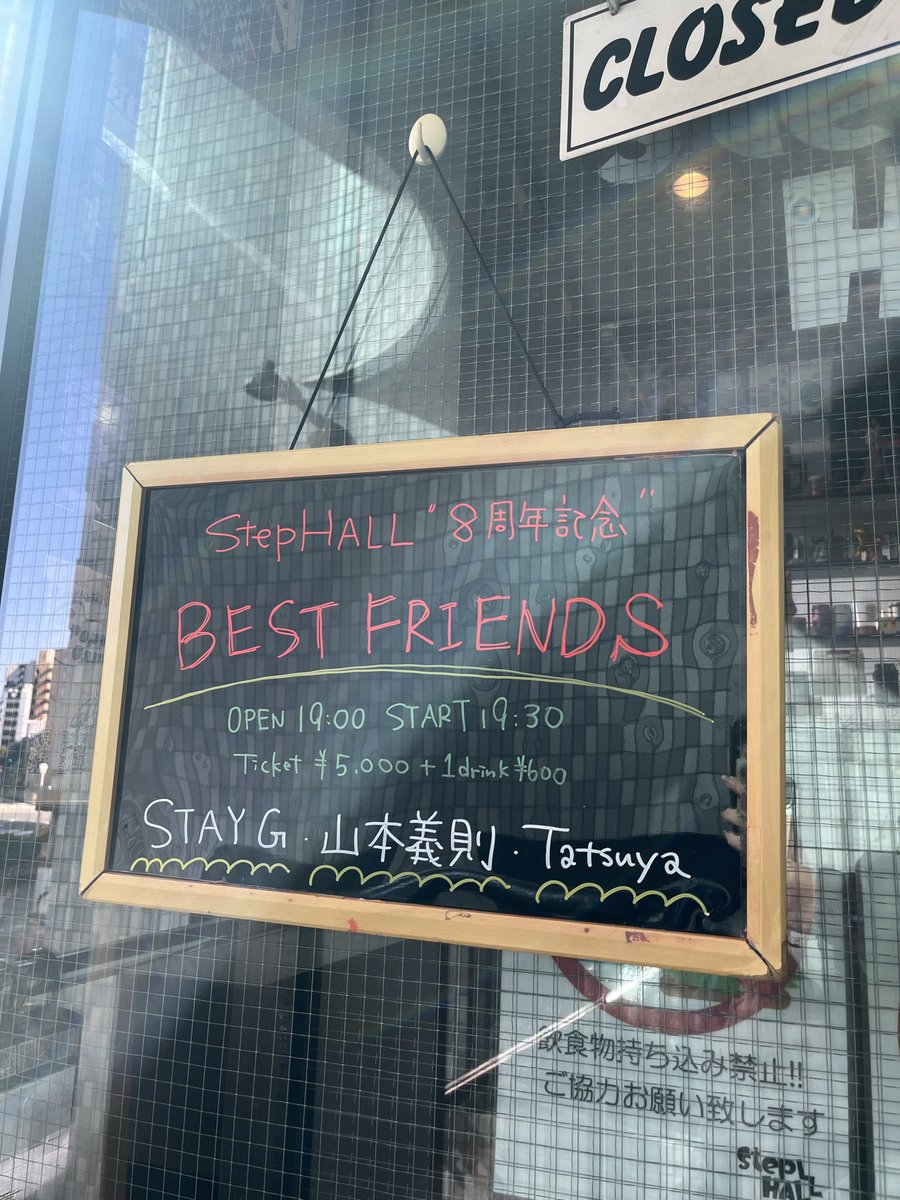 CLOSED
StepHALL "8周年記念"
BEST FRIENDS
OPEN 19:00 START 19:30
Ticket ¥5.000 + 1drink ¥600
STAY G・山本義則・Tatsuya
飲食物持ち込み禁止!!
ご協力お願い致します
Step
HALL